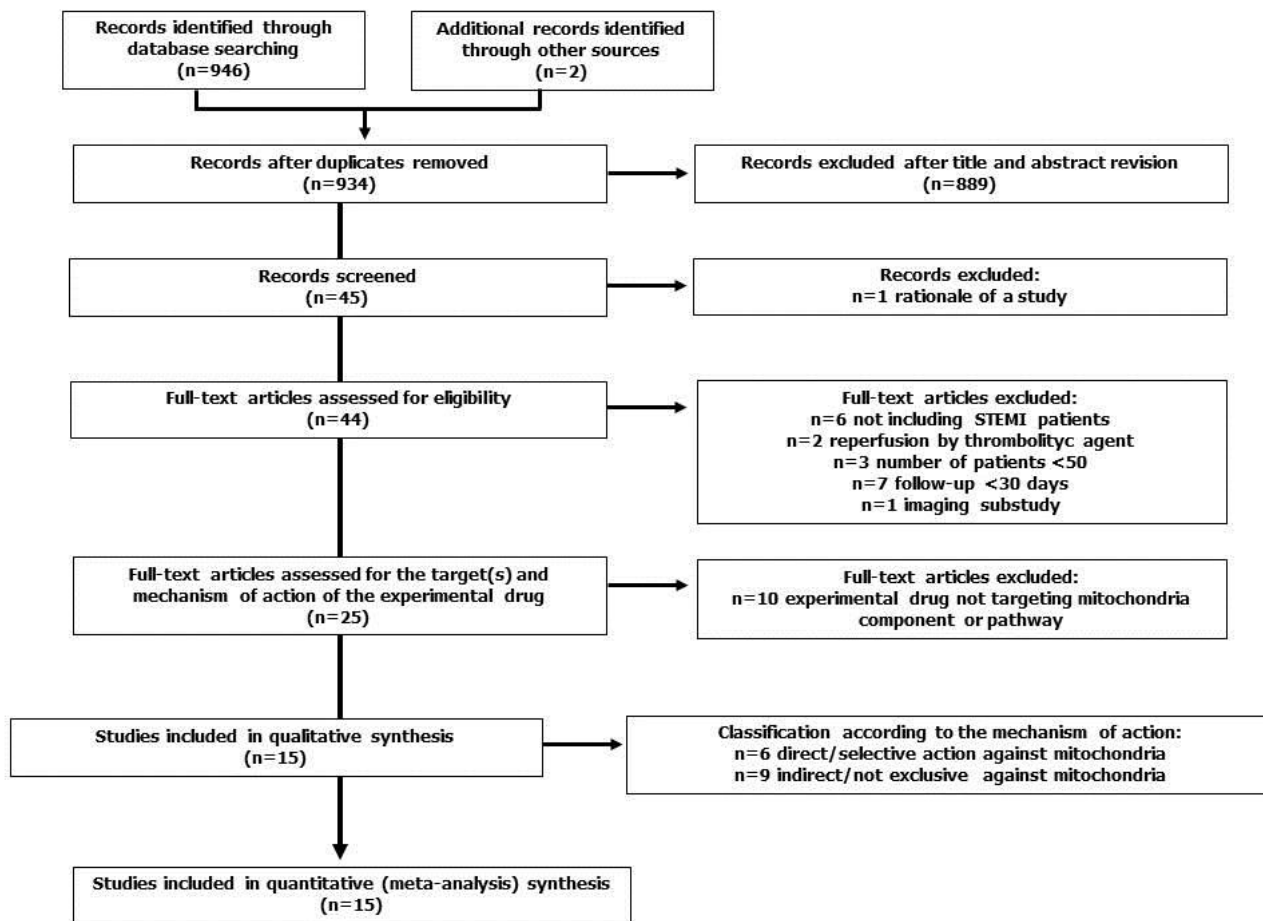 Records identified through
database searching
(n=946)
Additional records identified
through other sources
(n=2)
Records after duplicates removed
(n=934)
Records excluded after title and abstract revision
(n=889)
Records screened
(n=45)
Records excluded:
n=1 rationale of a study
Full-text articles assessed for eligibility
(n=44)
Full-text articles excluded:
n=6 not including STEMI patients
n=2 reperfusion by thrombolityc agent
n=3 number of patients <50
n=7 follow-up <30 days
n=1 imaging substudy
Full-text articles assessed for the target(s) and
mechanism of action of the experimental drug
(n=25)
Full-text articles excluded:
n=10 experimental drug not targeting mitochondria
component or pathway
Studies included in qualitative synthesis
(n=15)
Classification according to the mechanism of action:
n=6 direct/selective action against mitochondria
n=9 indirect/not exclusive against mitochondria
Studies included in quantitative (meta-analysis) synthesis
(n=15)